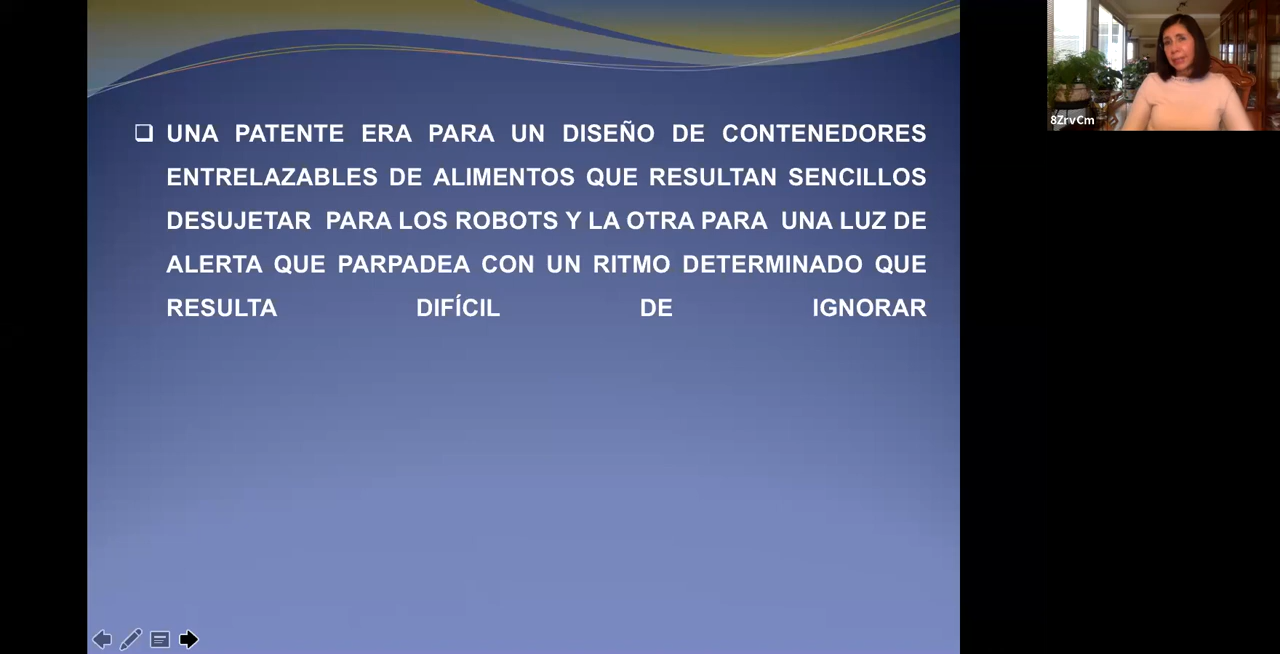 UNA PATENTE ERA PARA UN DISEÑO DE CONTENEDORES
ENTRELAZABLES DE ALIMENTOS QUE RESULTAN SENCILLOS
DESUJETAR PARA LOS ROBOTS Y LA OTRA PARA UNA LUZ DE
ALERTA QUE PARPADEA CON UN RITMO DETERMINADO QUE
RESULTA DIFÍCIL DE IGNORAR
8ZrvCm